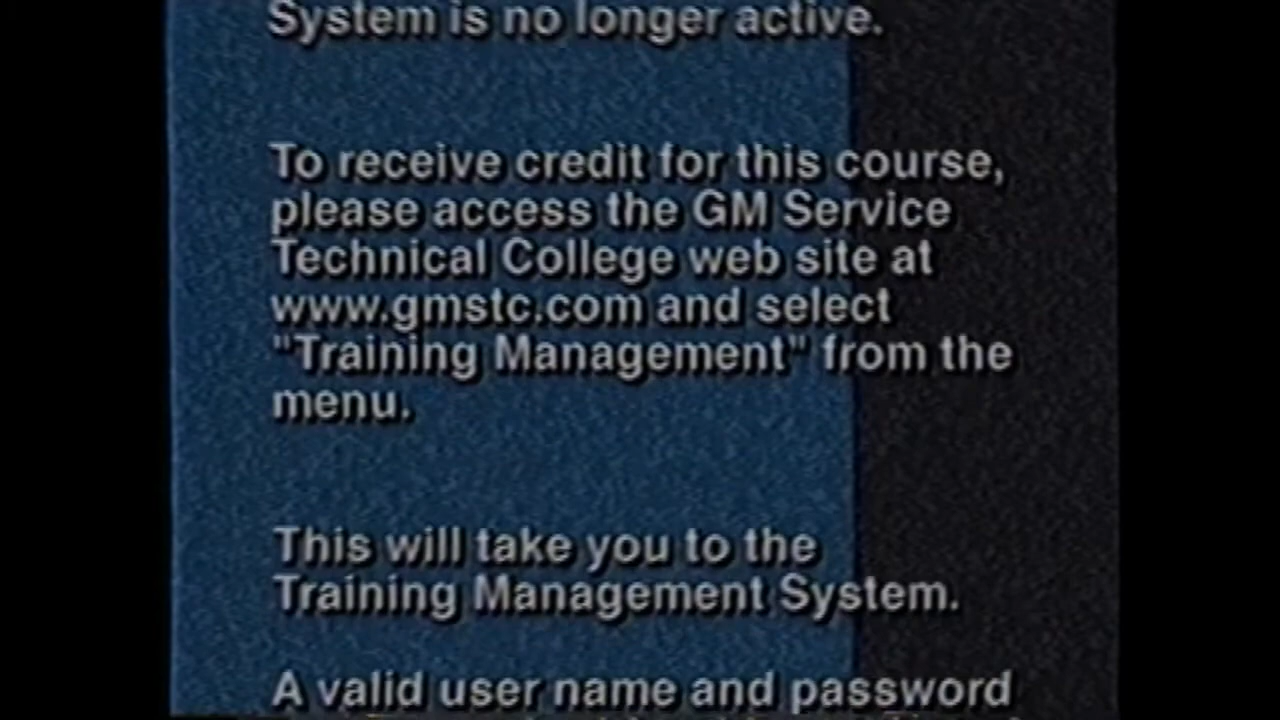 System is no longer active.
To receive credit for this course,
please access the GM Service
Technical College web site at
www.gmstc.com and select
"Training Management" from the
menu.
This will take you to the
Training Management System.
A valid user name and password